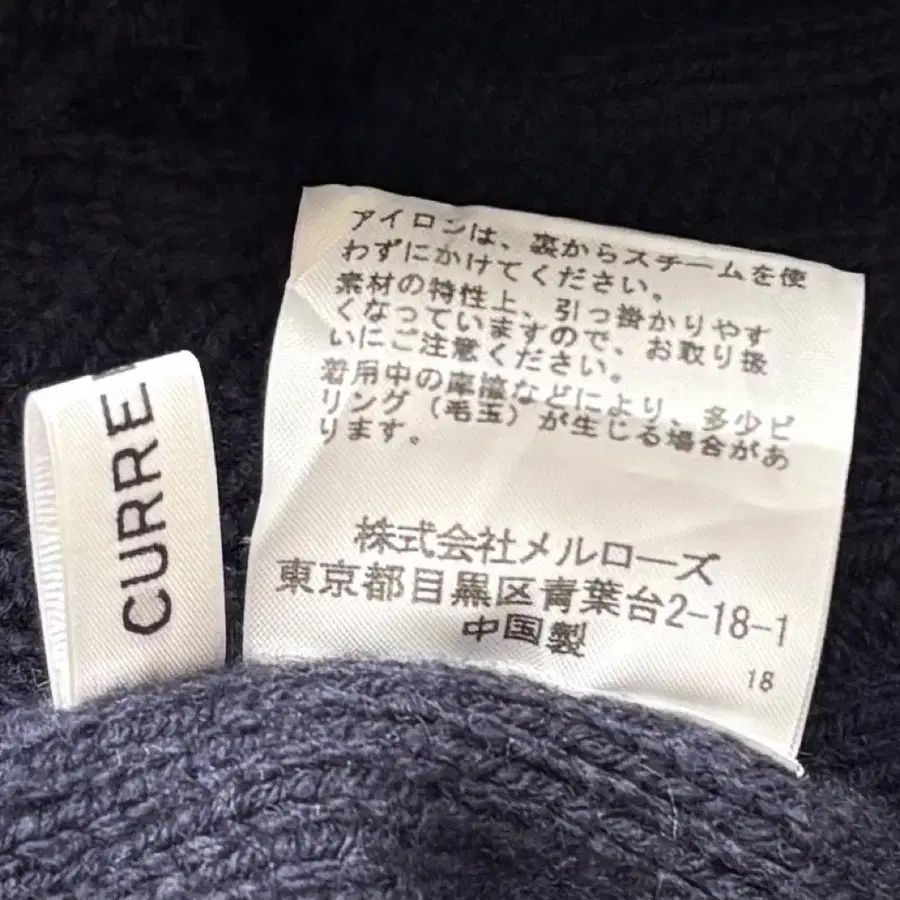 CURRE
アイロンは、裏からスチームを使
わずにかけてください。
素材の特性上、引っ掛かりやす
くなっていますので、お取り扱
いにご注意ください。
着用中の摩擦などにより、多少ピ
リング(毛玉)が生じる場合があ
ります。
株式会社メルローズ
東京都目黒区青葉台2-18-1
中国製
18